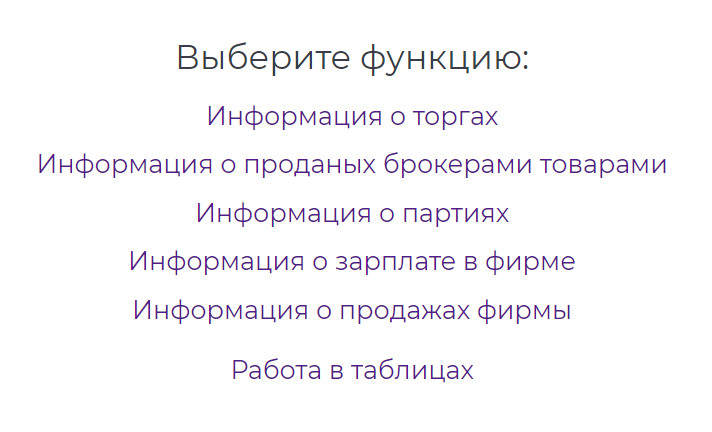 Выберите функцию:
Информация о торгах
Информация о проданых брокерами товарами
Информация о партиях
Информация о зарплате в фирме
Информация о продажах фирмы
Работа в таблицах